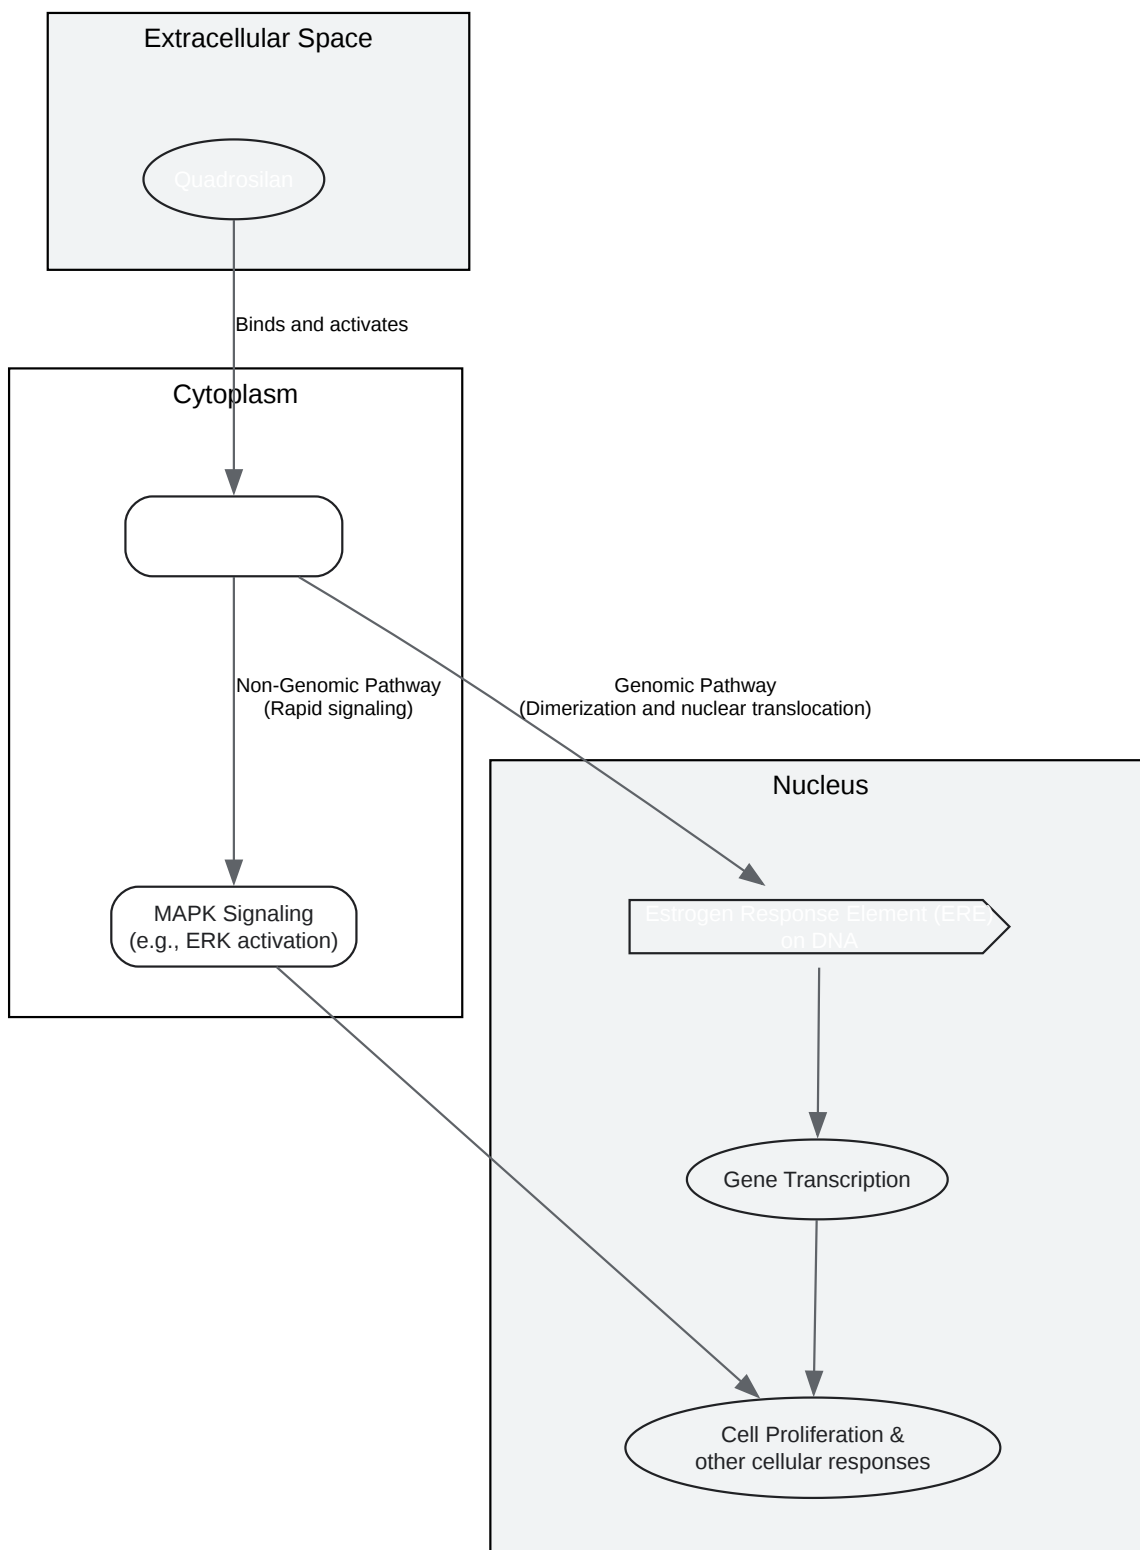 Extracellular Space
Quadrosilan
Binds and activates
Cytoplasm
Non-Genomic Pathway
(Rapid signaling)
Genomic Pathway
(Dimerization and nuclear translocation)
Nucleus
MAPK Signaling
(e.g., ERK activation)
Estrogen Response Element (ERE)
on DNA
Gene Transcription
Cell Proliferation &
other cellular responses